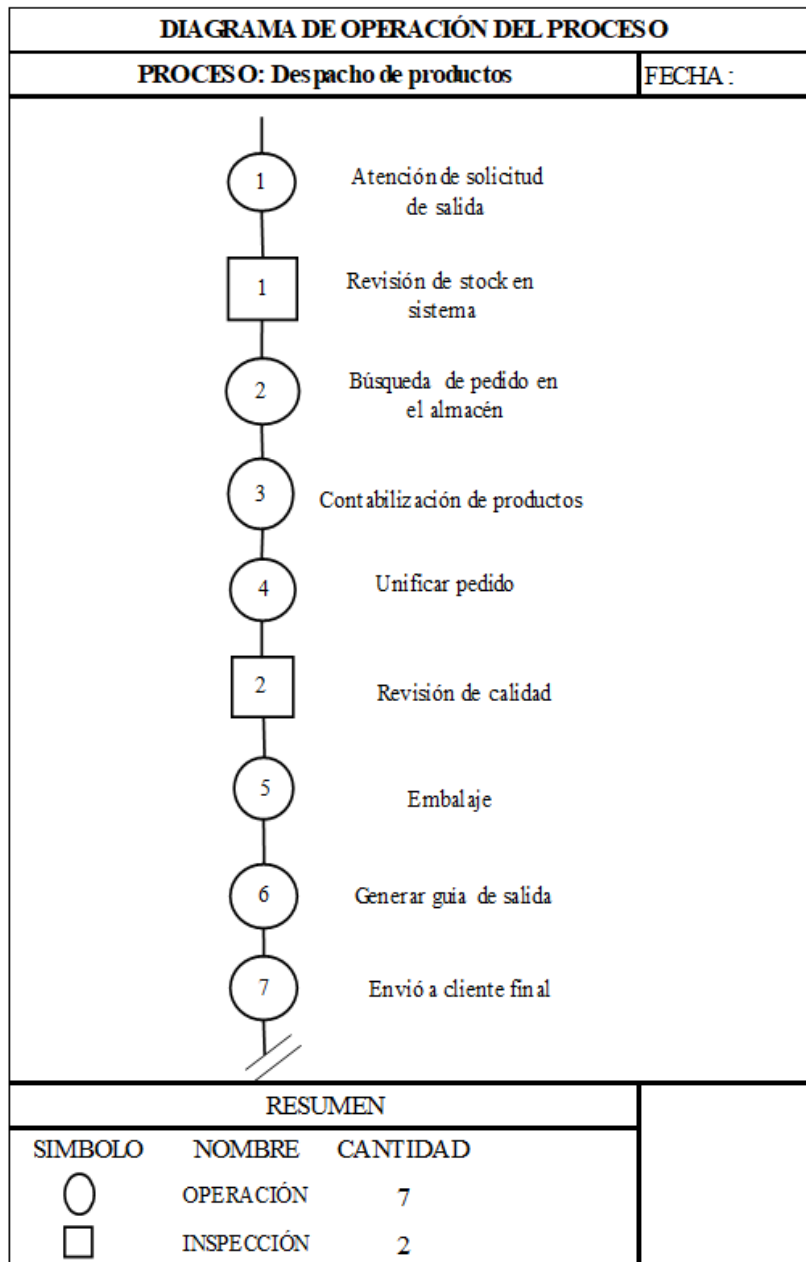 DIAGRAMA DE OPERACIÓN DEL PROCESO
PROCESO: Despacho de productos
FECHA :
1
Atención de solicitud
de salida
1
Revisión de stock en
sistema
2
Búsqueda de pedido en
el almacén
3
Contabilización de productos
4
Unificar pedido
2
Revisión de calidad
5
Embalaje
6
Generar guia de salida
7
Envió a cliente final
RESUMEN
SIMBOLO NOMBRE CANTIDAD
OPERACIÓN 7
INSPECCIÓN 2